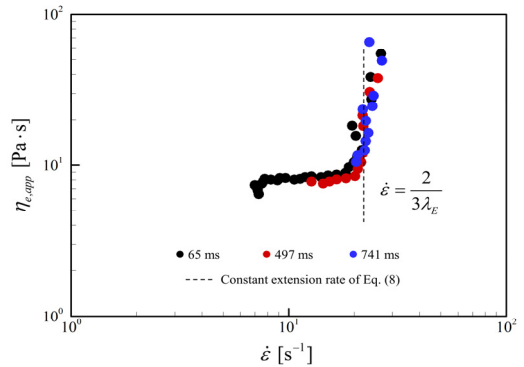 10²
10¹
10⁰
η_{e,app} [Pa·s]
ε̇ = 2 / 3λ_E
65 ms 497 ms 741 ms
Constant extension rate of Eq. (8)
10⁰ 10¹ 10²
ε̇ [s⁻¹]